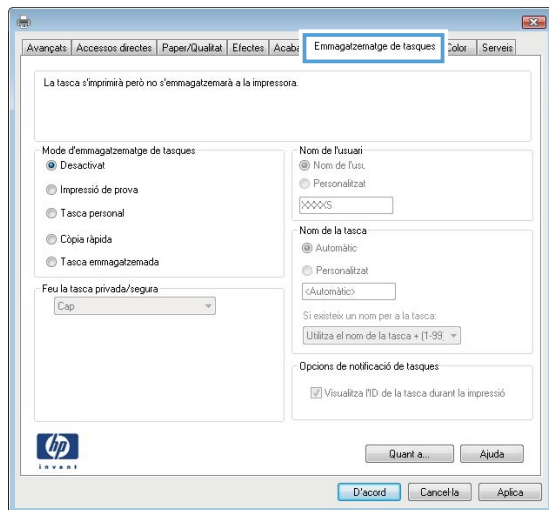 Avançats Accessos directes Paper/Qualitat Efectes Acaba Emmagatzematge de tasques Color Serveis
La tasca s'imprimirà però no s'emmagatzemarà a la impressora.
Mode d'emmagatzematge de tasques
Desactivat
Impressió de prova
Tasca personal
Còpia ràpida
Tasca emmagatzemada
Feu la tasca privada/segura
Cap
Nom de l'usuari
Nom de l'usu.
Personalitzat
XXXXS
Nom de la tasca
Automàtic
Personalitzat
<Automàtic>
Si existeix un nom per a la tasca:
Utilitza el nom de la tasca + (1-99)
Opcions de notificació de tasques
Visualitza l'ID de la tasca durant la impressió
hp
invent
Quant a... Ajuda
D'acord Cancel·la Aplica